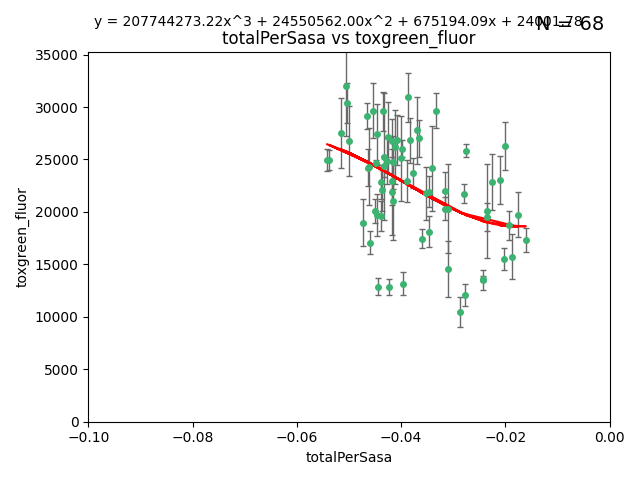 y = 207744273.22x^3 + 24550562.00x^2 + 675194.09x + 24001.78
N = 68
totalPerSasa vs toxgreen_fluor
35000
30000
25000
20000
15000
10000
5000
0
toxgreen_fluor
−0.10 −0.08 −0.06 −0.04 −0.02 0.00
totalPerSasa